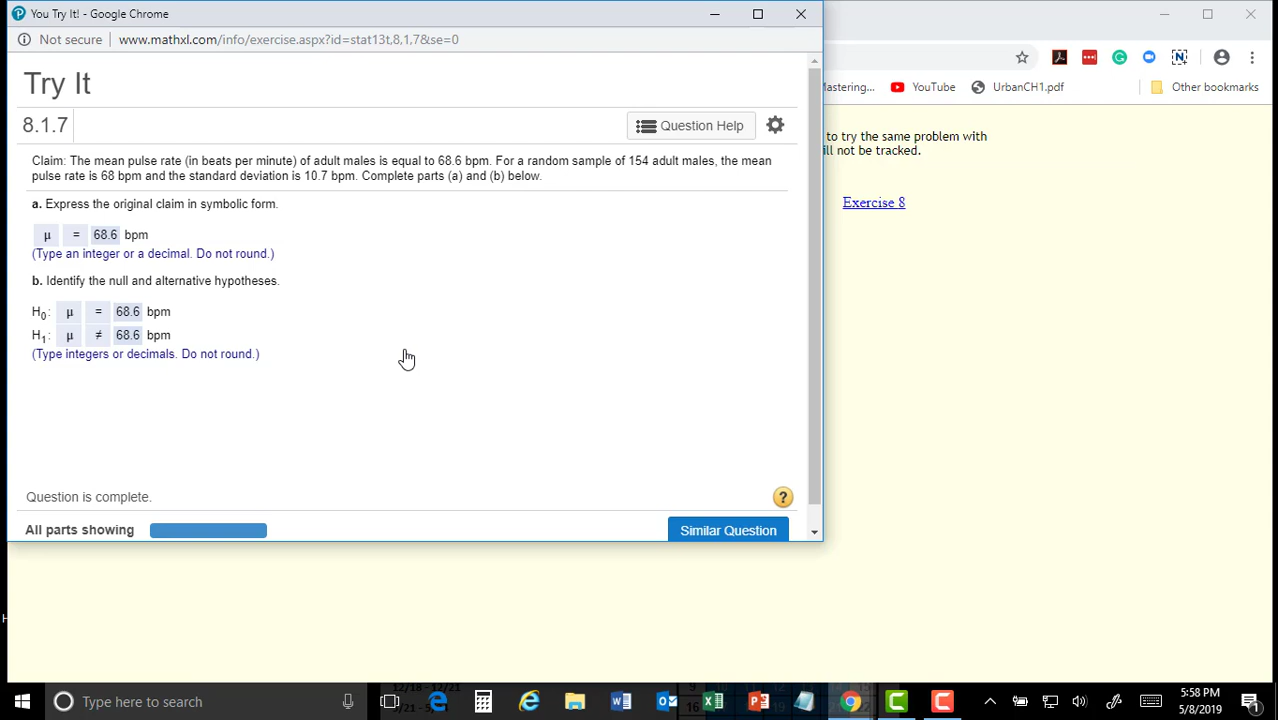 You Try It! - Google Chrome
Not secure | www.mathxl.com/info/exercise.aspx?id=stat13t,8,1,7&se=0
Mastering... YouTube UrbanCH1.pdf Other bookmarks
Try It
8.1.7
Question Help
to try the same problem with
ill not be tracked.
Exercise 8
Claim: The mean pulse rate (in beats per minute) of adult males is equal to 68.6 bpm. For a random sample of 154 adult males, the mean
pulse rate is 68 bpm and the standard deviation is 10.7 bpm. Complete parts (a) and (b) below.
a. Express the original claim in symbolic form.
μ = 68.6 bpm
(Type an integer or a decimal. Do not round.)
b. Identify the null and alternative hypotheses.
H0: μ = 68.6 bpm
H1: μ ≠ 68.6 bpm
(Type integers or decimals. Do not round.)
Question is complete.
?
All parts showing
Similar Question
12/18 - 12/21
9
16
Type here to search
5:58 PM
5/8/2019
1